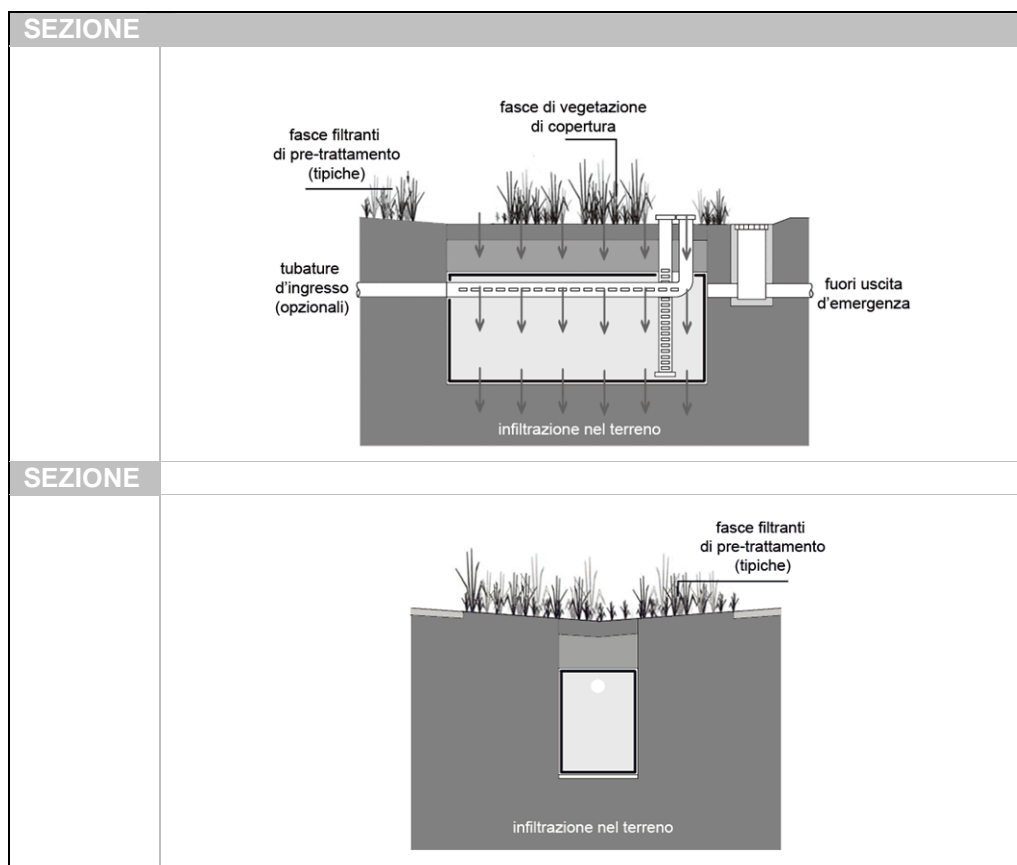 SEZIONE
fasce di vegetazione
di copertura
fasce filtranti
di pre-trattamento
(tipiche)
tubature
d'ingresso
(opzionali)
fuori uscita
d'emergenza
infiltrazione nel terreno
SEZIONE
fasce filtranti
di pre-trattamento
(tipiche)
infiltrazione nel terreno